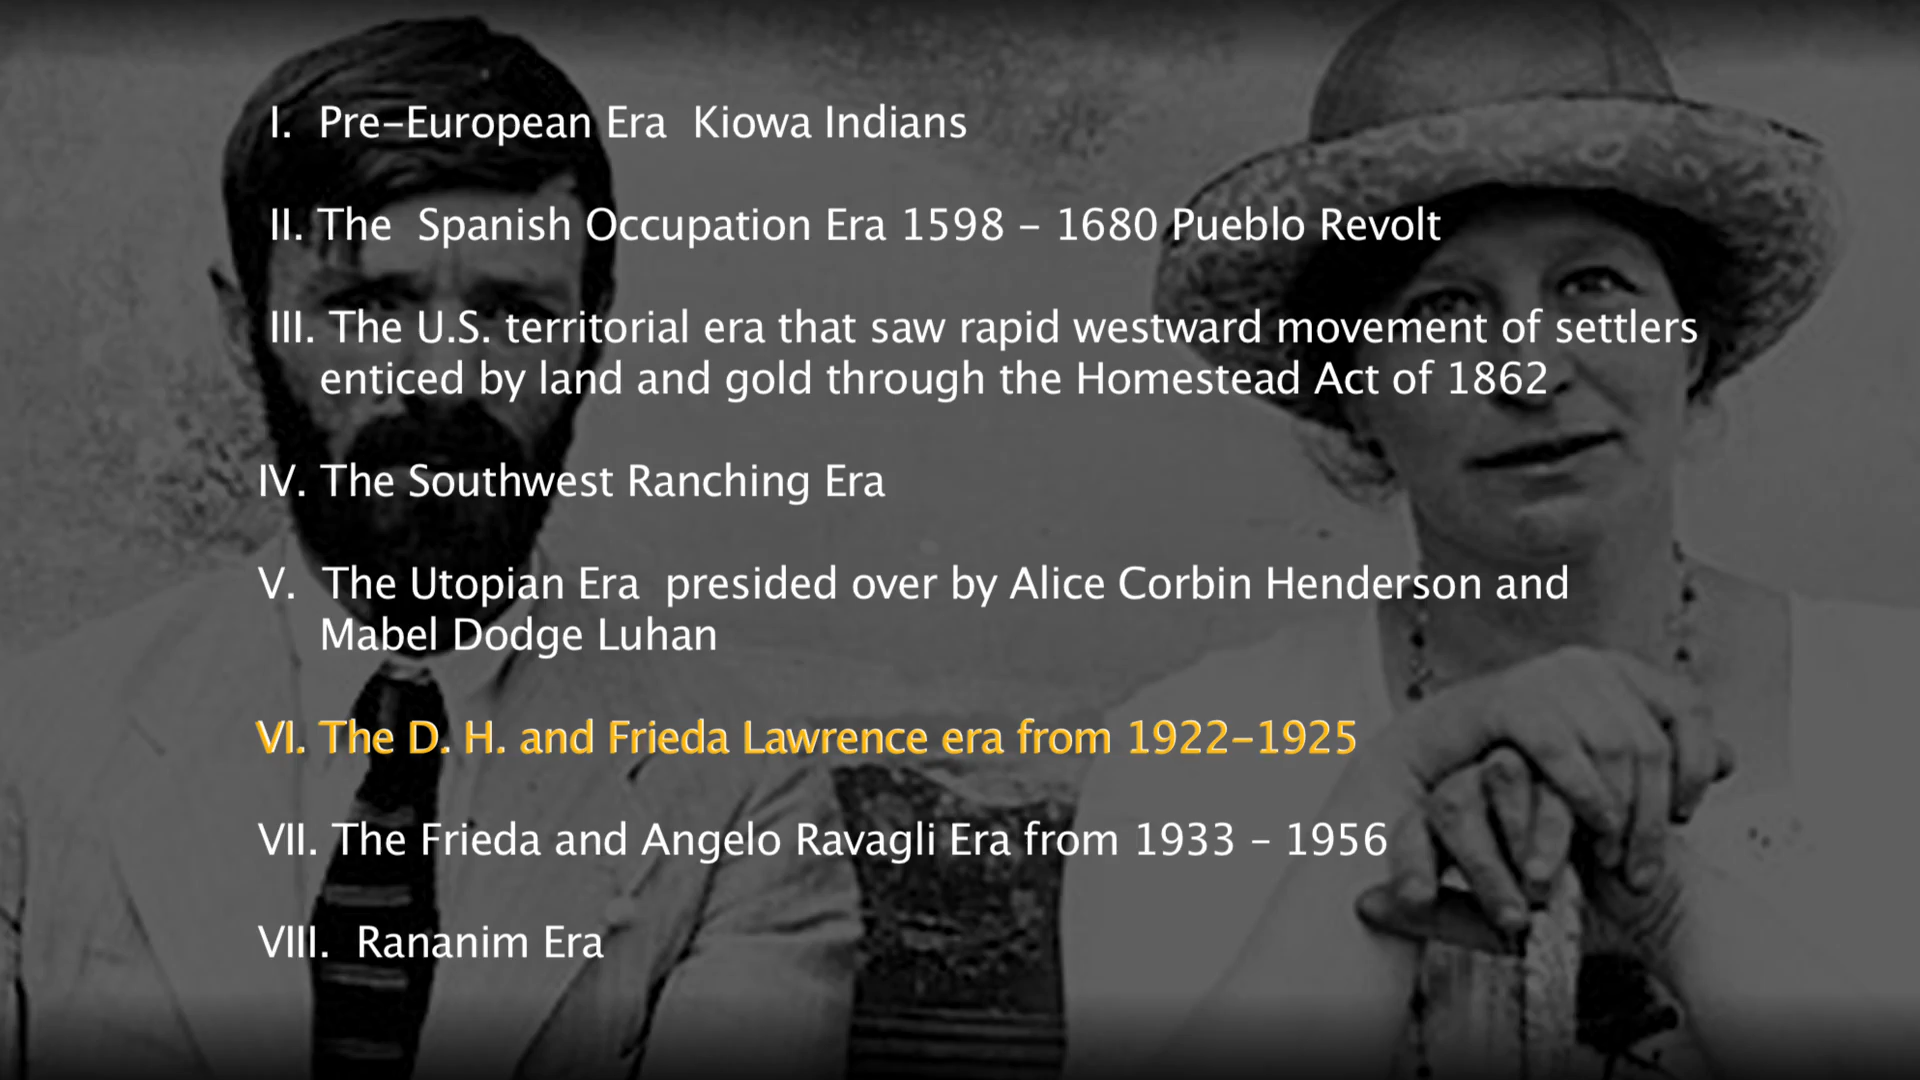 I. Pre-European Era Kiowa Indians
II. The Spanish Occupation Era 1598 - 1680 Pueblo Revolt
III. The U.S. territorial era that saw rapid westward movement of settlers
enticed by land and gold through the Homestead Act of 1862
IV. The Southwest Ranching Era
V. The Utopian Era presided over by Alice Corbin Henderson and
Mabel Dodge Luhan
VI. The D. H. and Frieda Lawrence era from 1922-1925
VII. The Frieda and Angelo Ravagli Era from 1933 - 1956
VIII. Rananim Era